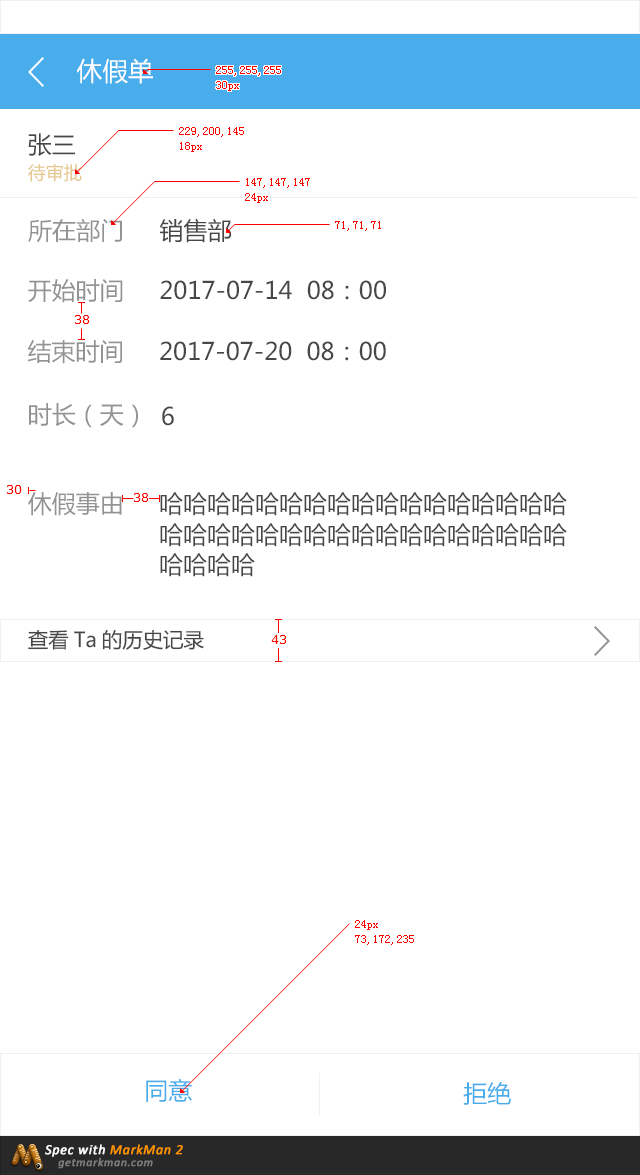 休假单
255, 255, 255
30px
张三
229, 200, 145
18px
待审批
147, 147, 147
24px
所在部门 销售部
71, 71, 71
开始时间 2017-07-14 08：00
38
结束时间 2017-07-20 08：00
时长（天） 6
30
休假事由
38
哈哈哈哈哈哈哈哈哈哈哈哈哈哈哈哈哈
哈哈哈哈哈哈哈哈哈哈哈哈哈哈哈哈哈
哈哈哈哈
查看 Ta 的历史记录
43
24px
73, 172, 235
同意 拒绝
Spec with MarkMan 2
getmarkman.com